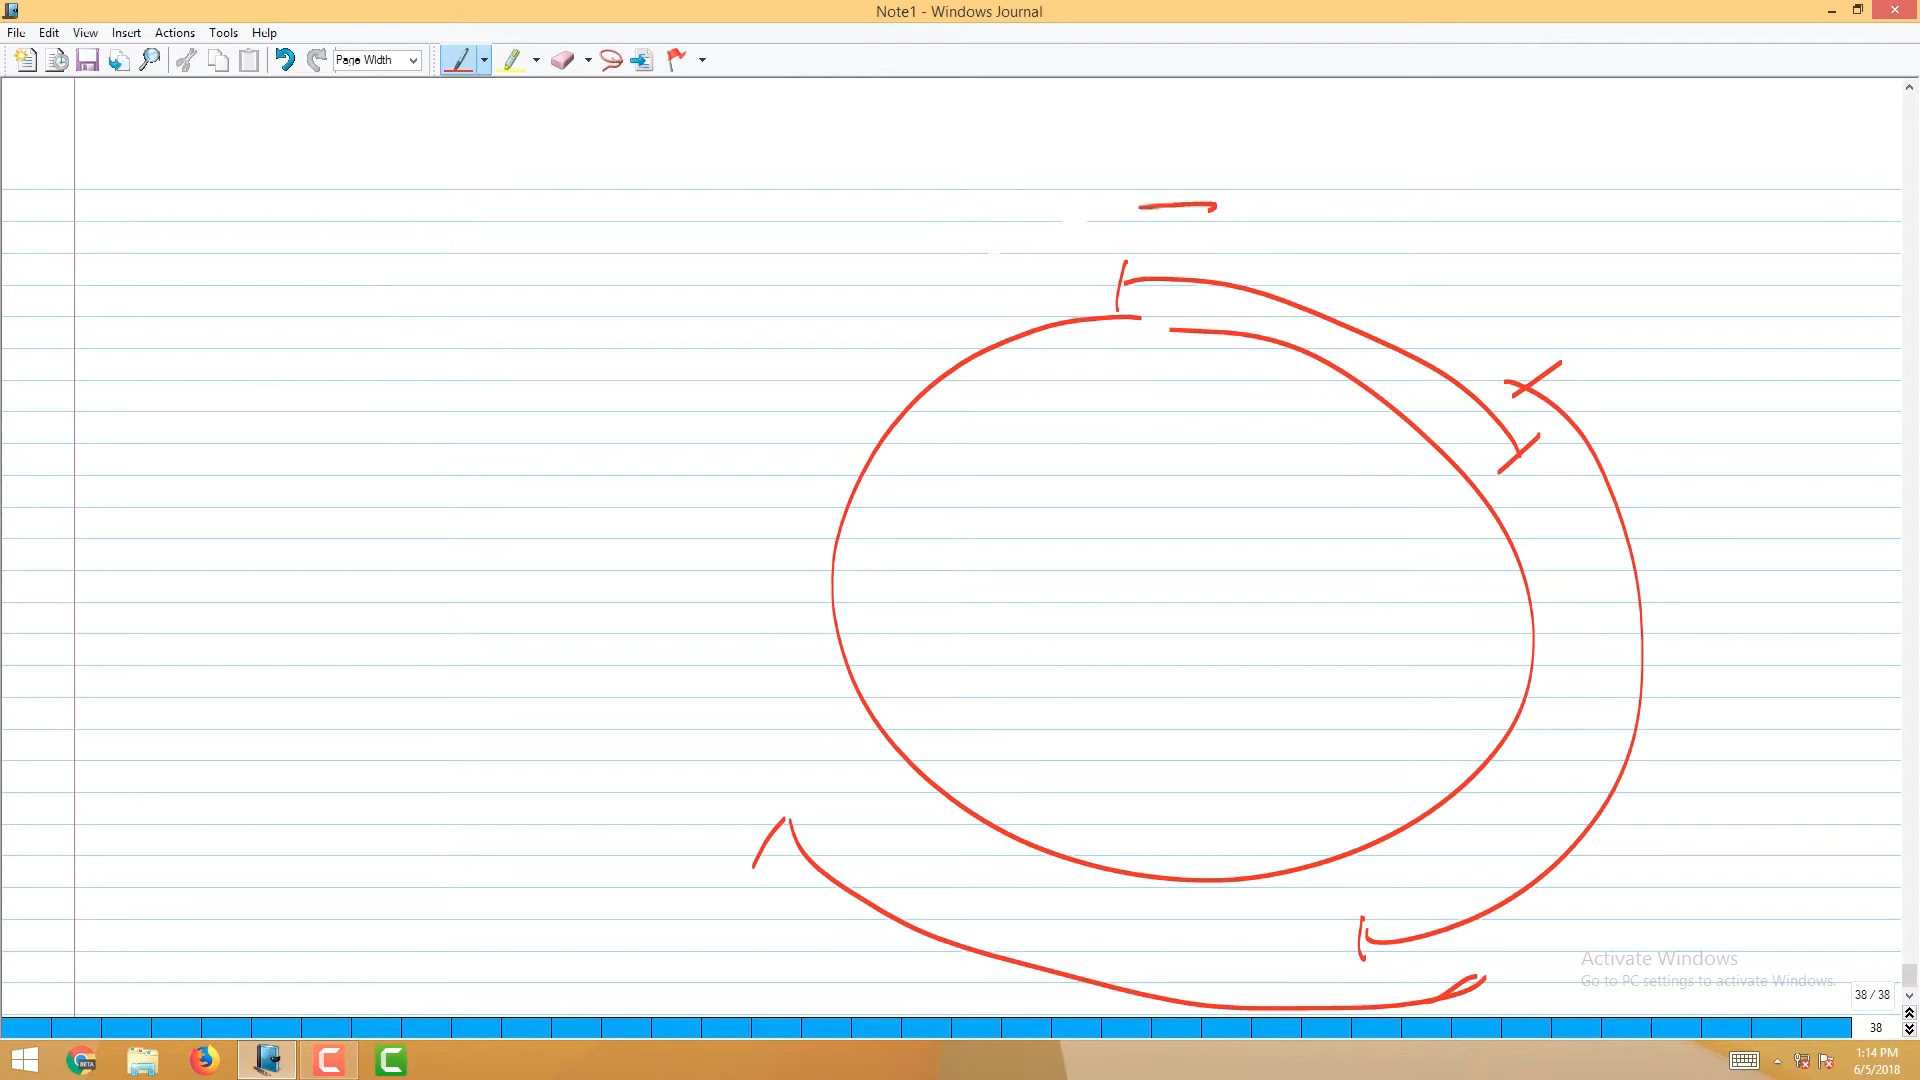 Note1 - Windows Journal
File Edit View Insert Actions Tools Help
Page Width
Activate Windows
Go to PC settings to activate Windows.
38 / 38
38
BETA
1:14 PM
6/5/2018